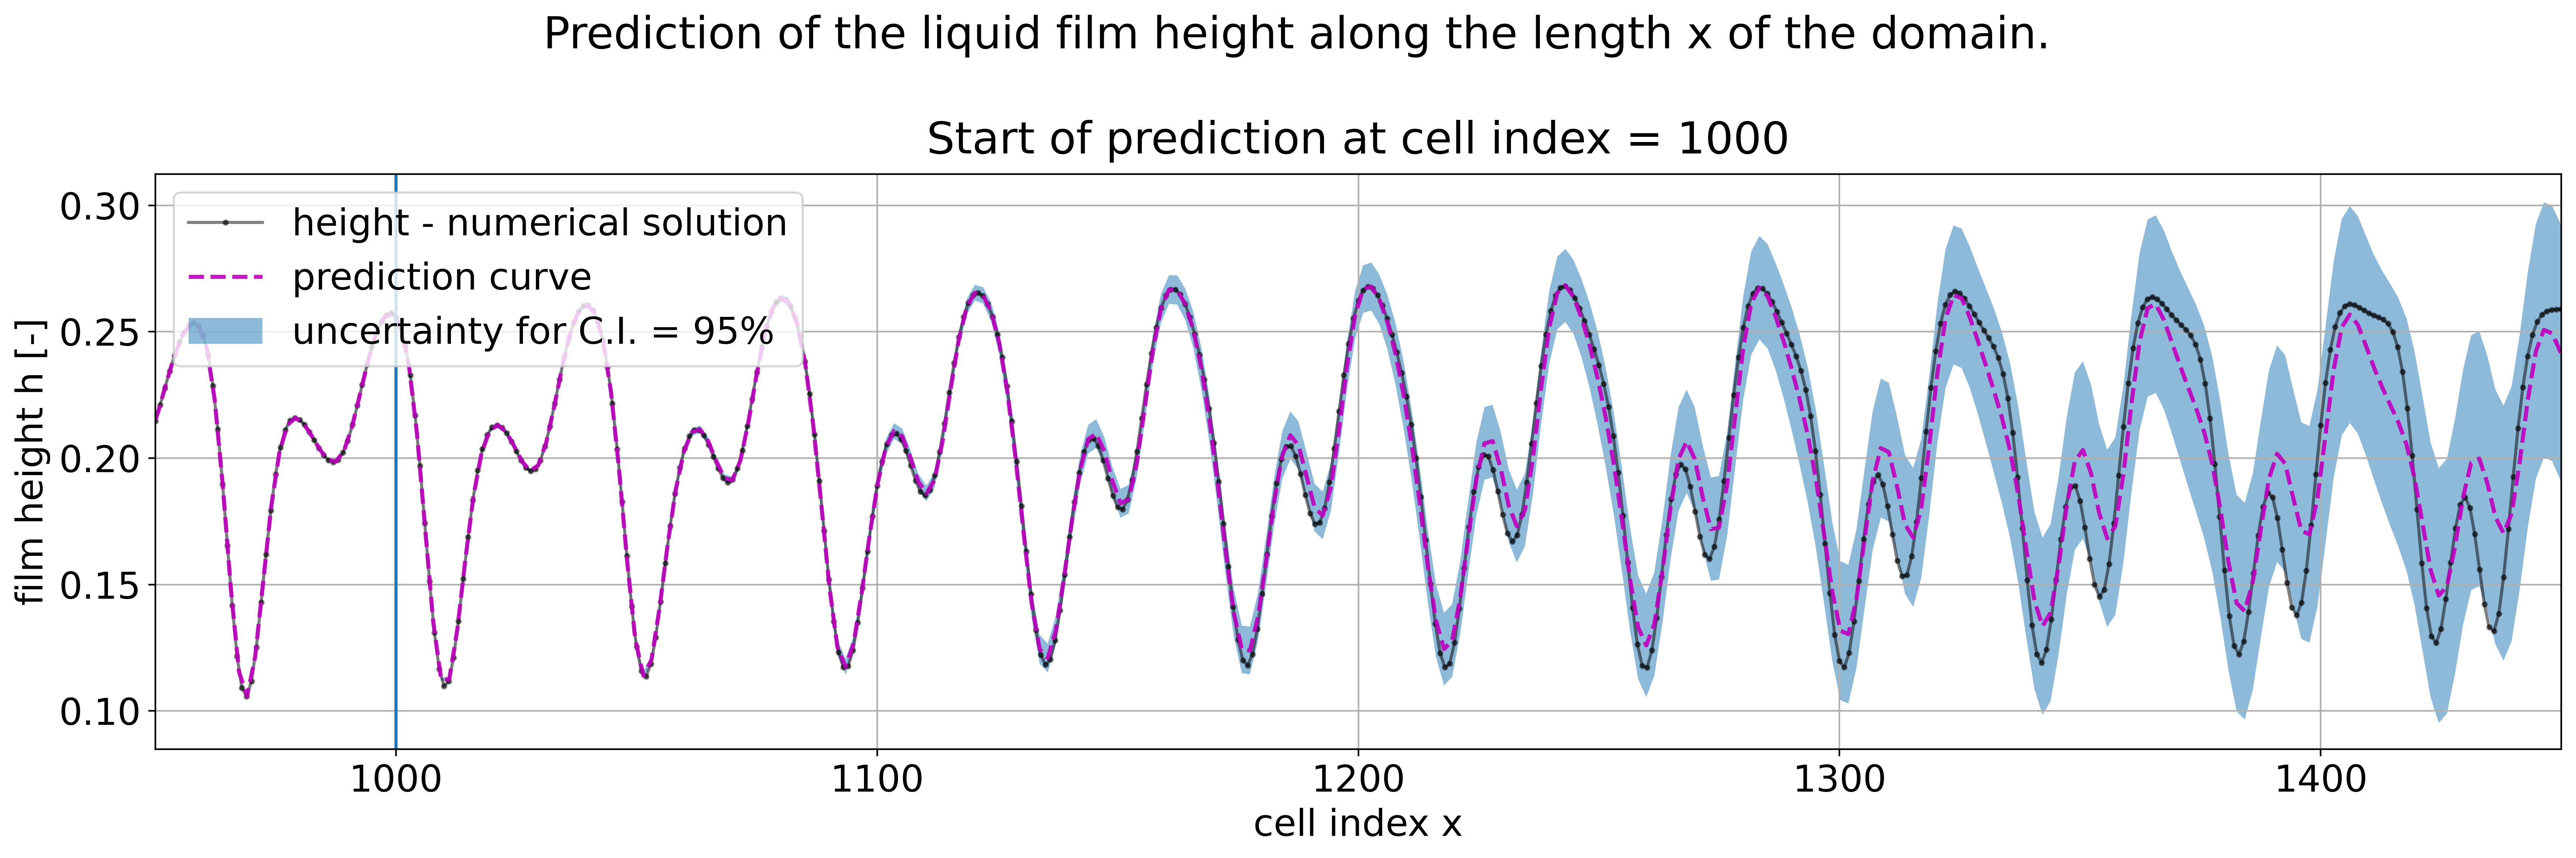 Prediction of the liquid film height along the length x of the domain.
Start of prediction at cell index = 1000
film height h [-]
0.30
0.25
0.20
0.15
0.10
height - numerical solution
prediction curve
uncertainty for C.I. = 95%
1000 1100 1200 1300 1400
cell index x